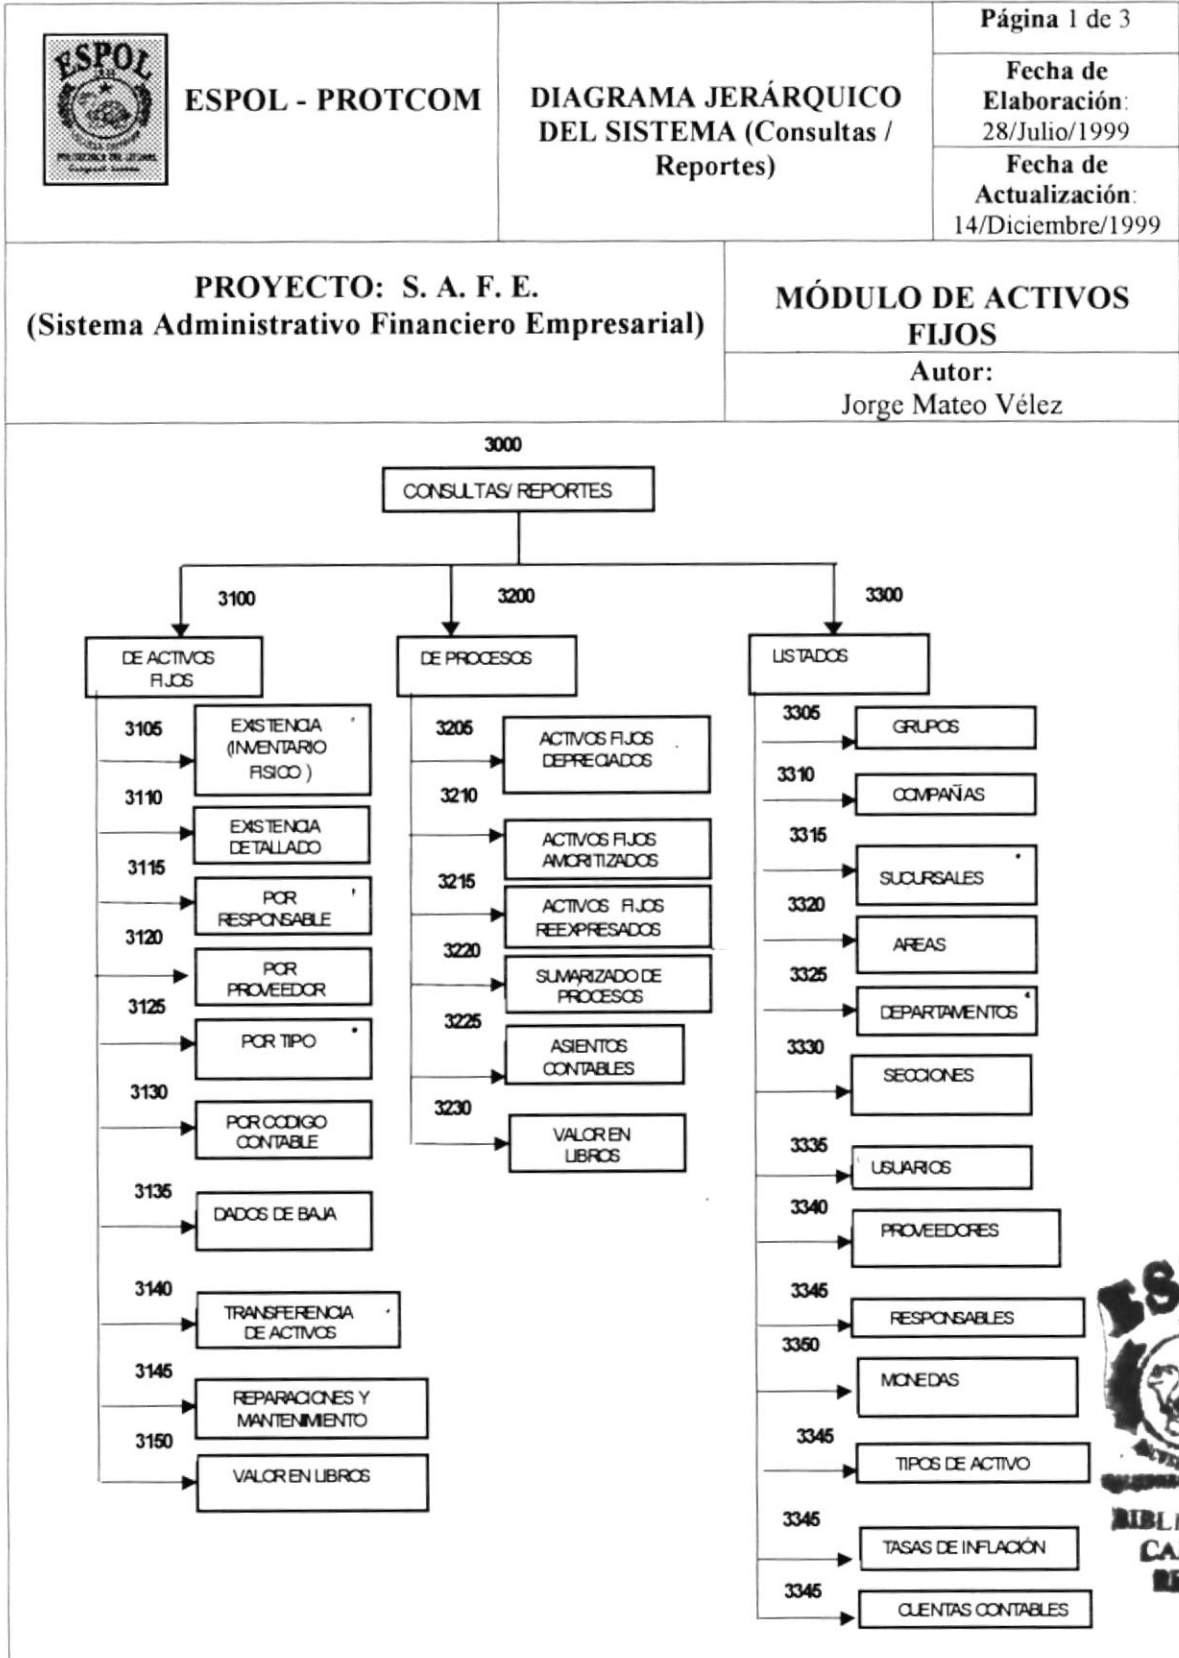 ESPOL
ESPOL - PROTCOM
DIAGRAMA JERÁRQUICO
DEL SISTEMA (Consultas /
Reportes)
Página 1 de 3
Fecha de
Elaboración:
28/Julio/1999
Fecha de
Actualización:
14/Diciembre/1999
PROYECTO: S. A. F. E.
(Sistema Administrativo Financiero Empresarial)
MÓDULO DE ACTIVOS
FIJOS
Autor:
Jorge Mateo Vélez
3000
CONSULTAS/ REPORTES
3100
DE ACTIVOS
FIJOS
3105
EXISTENCIA
(INVENTARIO
FISICO )
3110
EXISTENCIA
DETALLADO
3115
POR
RESPONSABLE
3120
POR
PROVEEDOR
3125
POR TIPO
3130
POR CODIGO
CONTABLE
3135
DADOS DE BAJA
3140
TRANSFERENCIA
DE ACTIVOS
3145
REPARACIONES Y
MANTENIMIENTO
3150
VALOR EN LIBROS
3200
DE PROCESOS
3205
ACTIVOS FIJOS
DEPRECIADOS
3210
ACTIVOS FIJOS
AMORITIZADOS
3215
ACTIVOS FIJOS
REEXPRESADOS
3220
SUMARIZADO DE
PROCESOS
3225
ASIENTOS
CONTABLES
3230
VALOR EN
LIBROS
3300
LISTADOS
3305
GRUPOS
3310
COMPAÑIAS
3315
SUCURSALES
3320
AREAS
3325
DEPARTAMENTOS
3330
SECCIONES
3335
USUARIOS
3340
PROVEEDORES
3345
RESPONSABLES
3350
MONEDAS
3345
TIPOS DE ACTIVO
3345
TASAS DE INFLACIÓN
3345
CUENTAS CONTABLES